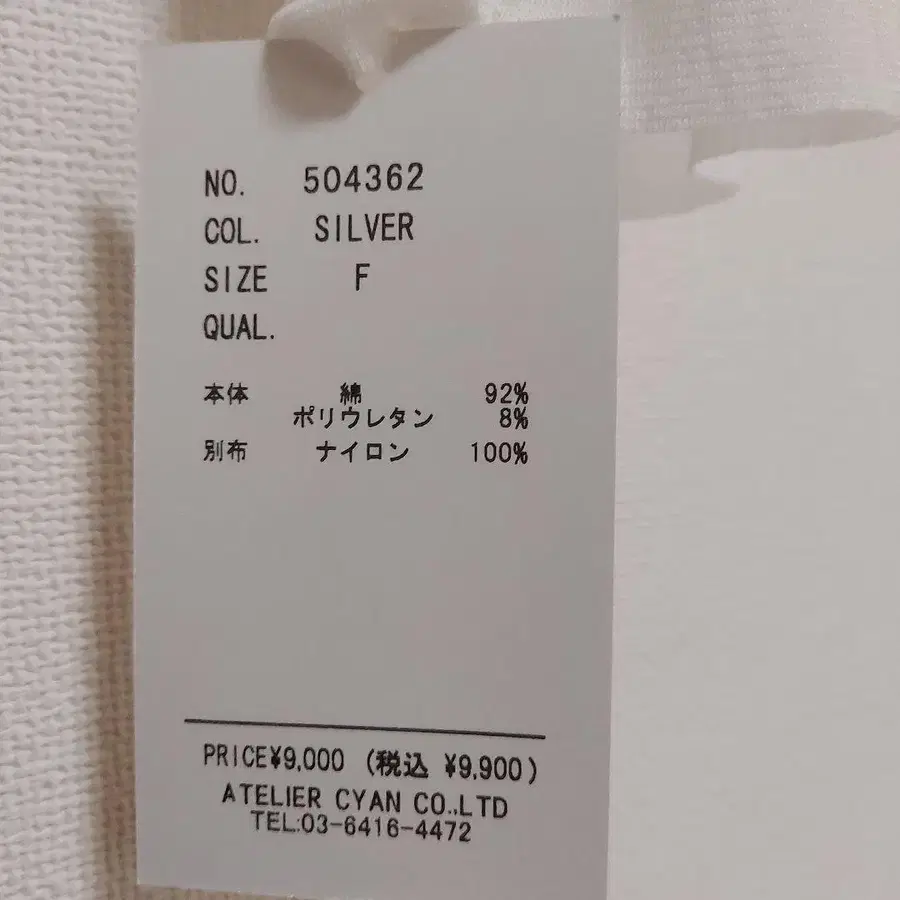 NO. 504362
COL. SILVER
SIZE F
QUAL.
本体 綿 92%
ポリウレタン 8%
別布 ナイロン 100%
PRICE¥9,000 (税込 ¥9,900)
ATELIER CYAN CO.,LTD
TEL:03-6416-4472